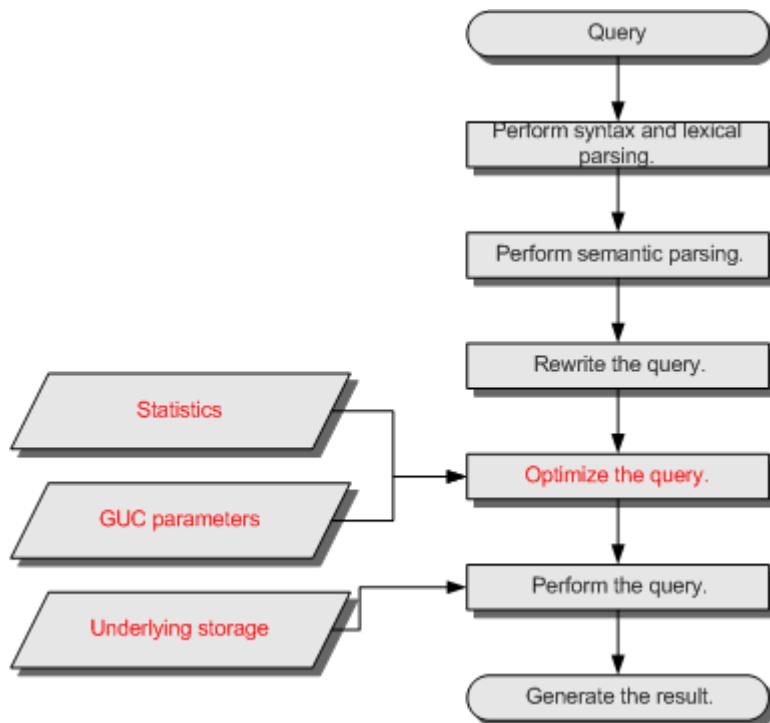 Query
Perform syntax and lexical
parsing.
Perform semantic parsing.
Rewrite the query.
Statistics
Optimize the query.
GUC parameters
Perform the query.
Underlying storage
Generate the result.